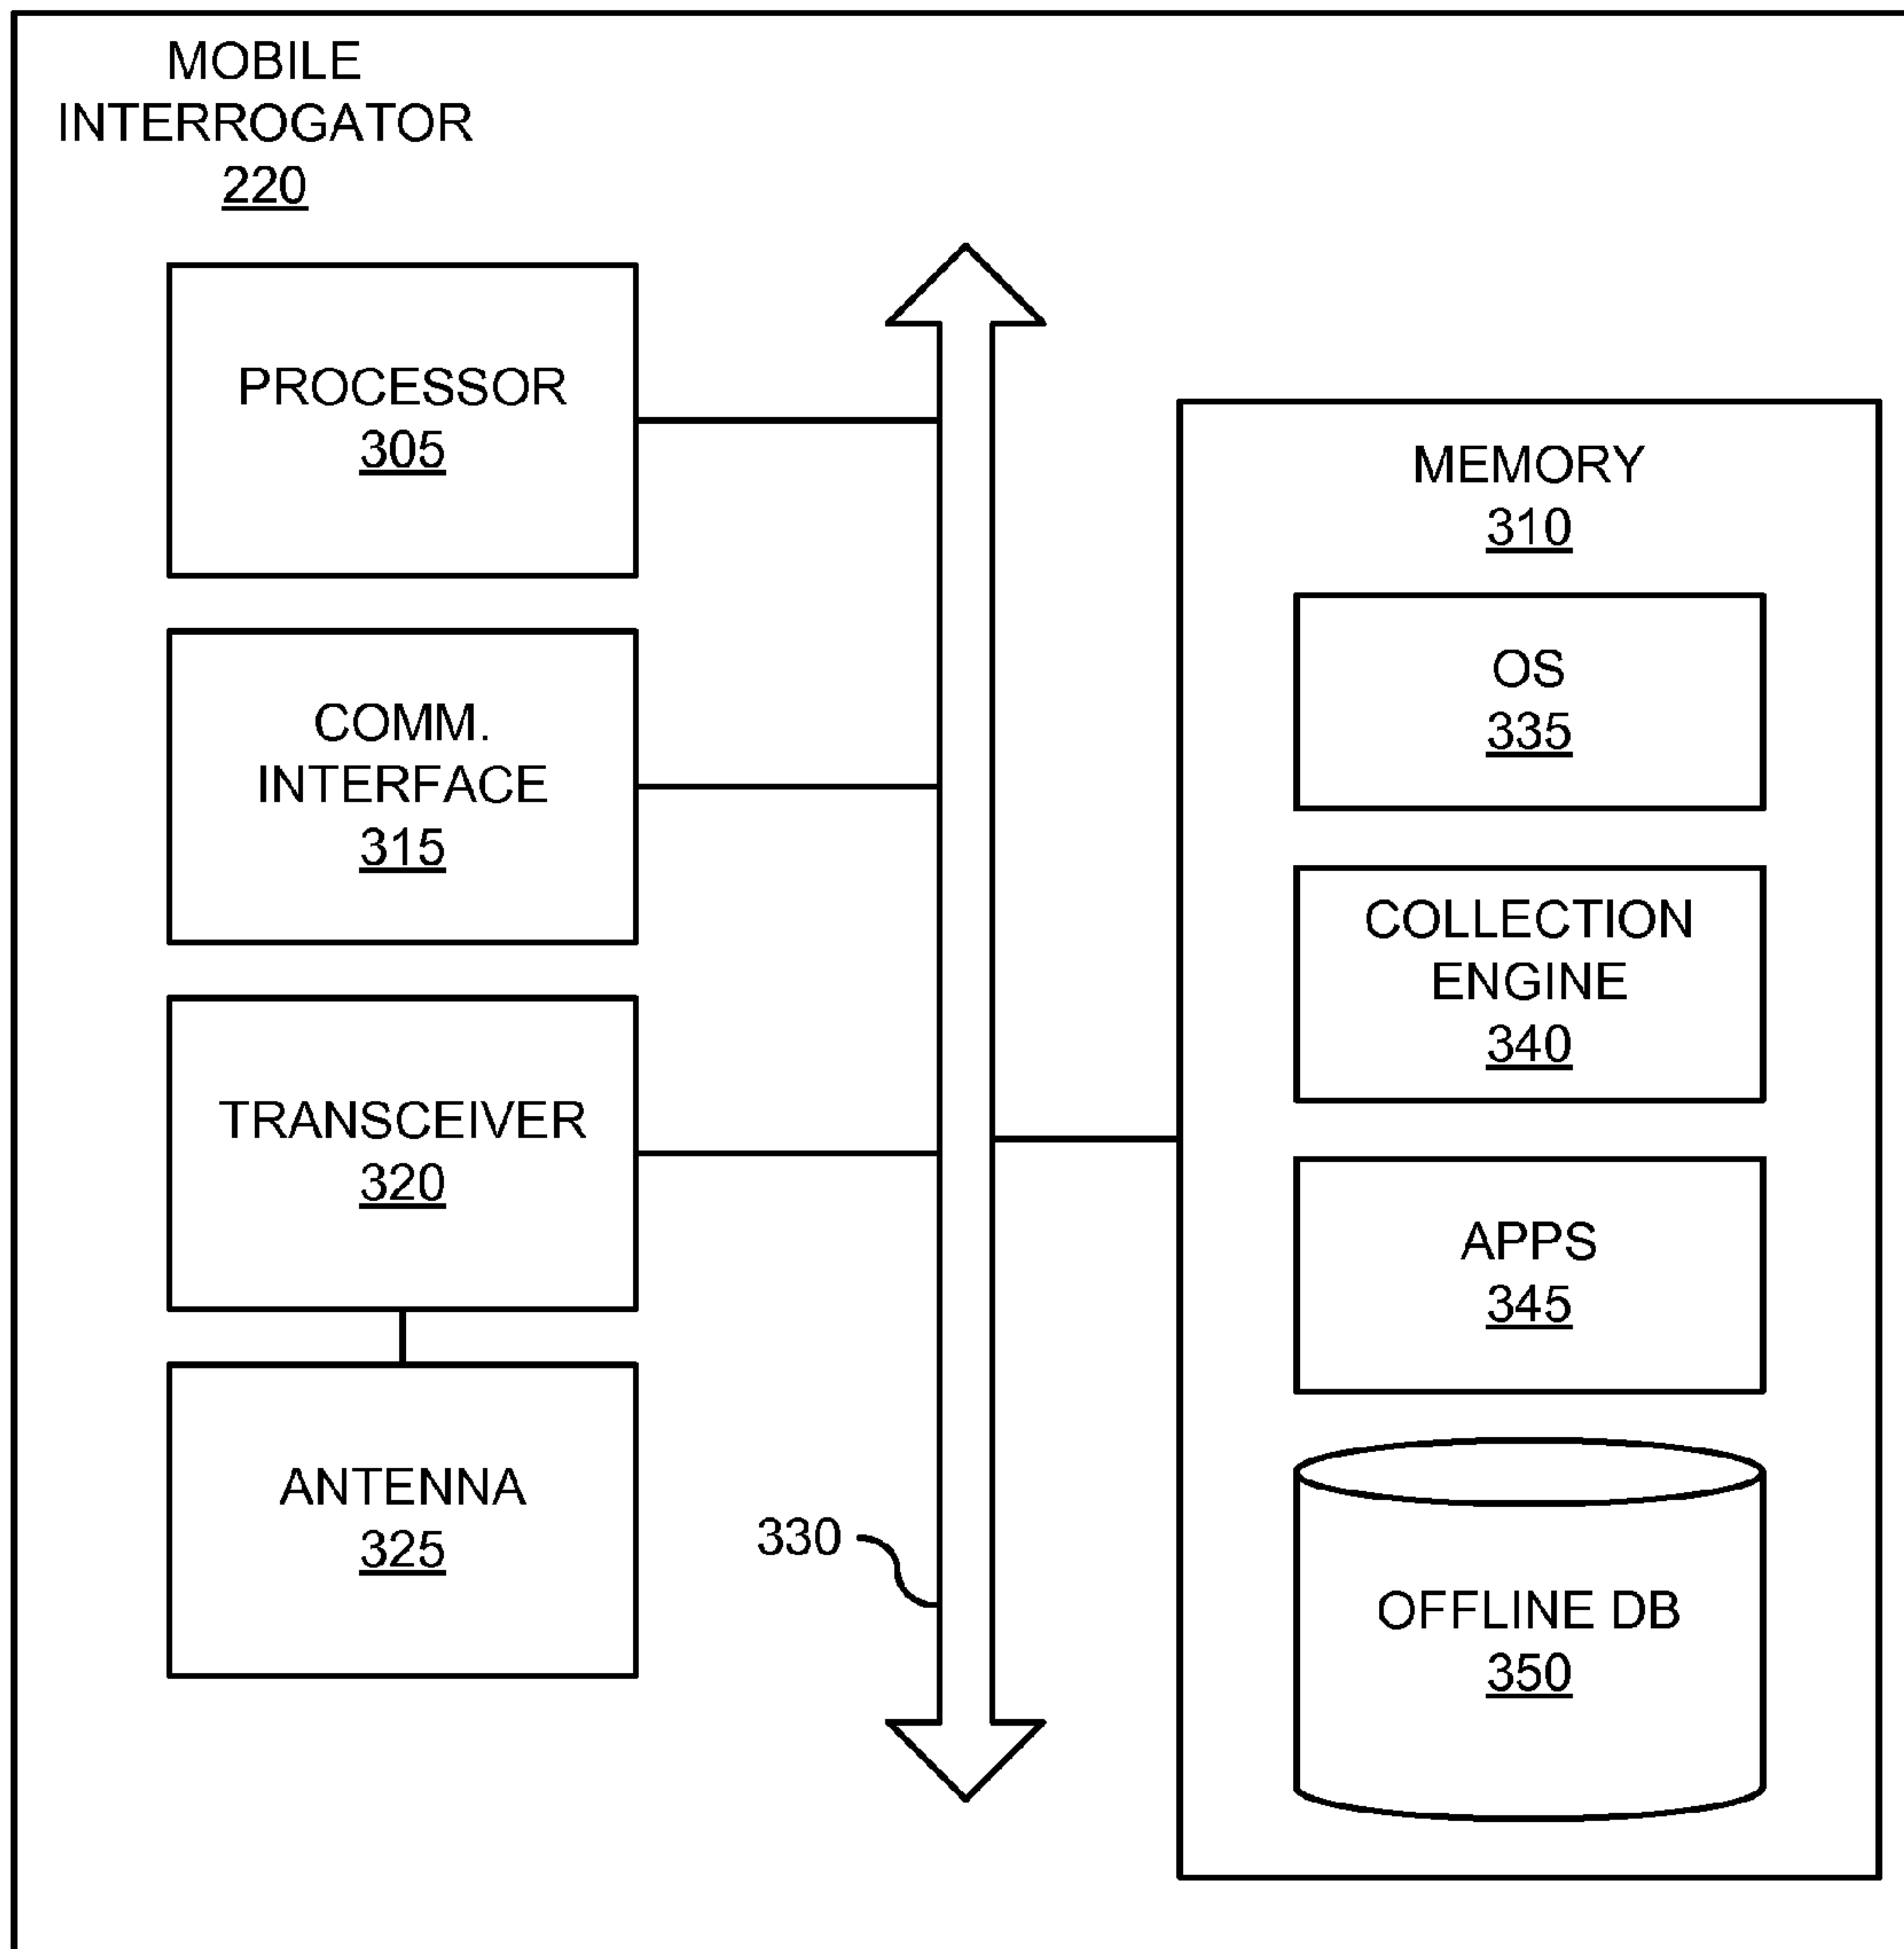 MOBILE
INTERROGATOR
220
PROCESSOR
305
COMM.
INTERFACE
315
TRANSCEIVER
320
ANTENNA
325
330
MEMORY
310
OS
335
COLLECTION
ENGINE
340
APPS
345
OFFLINE DB
350